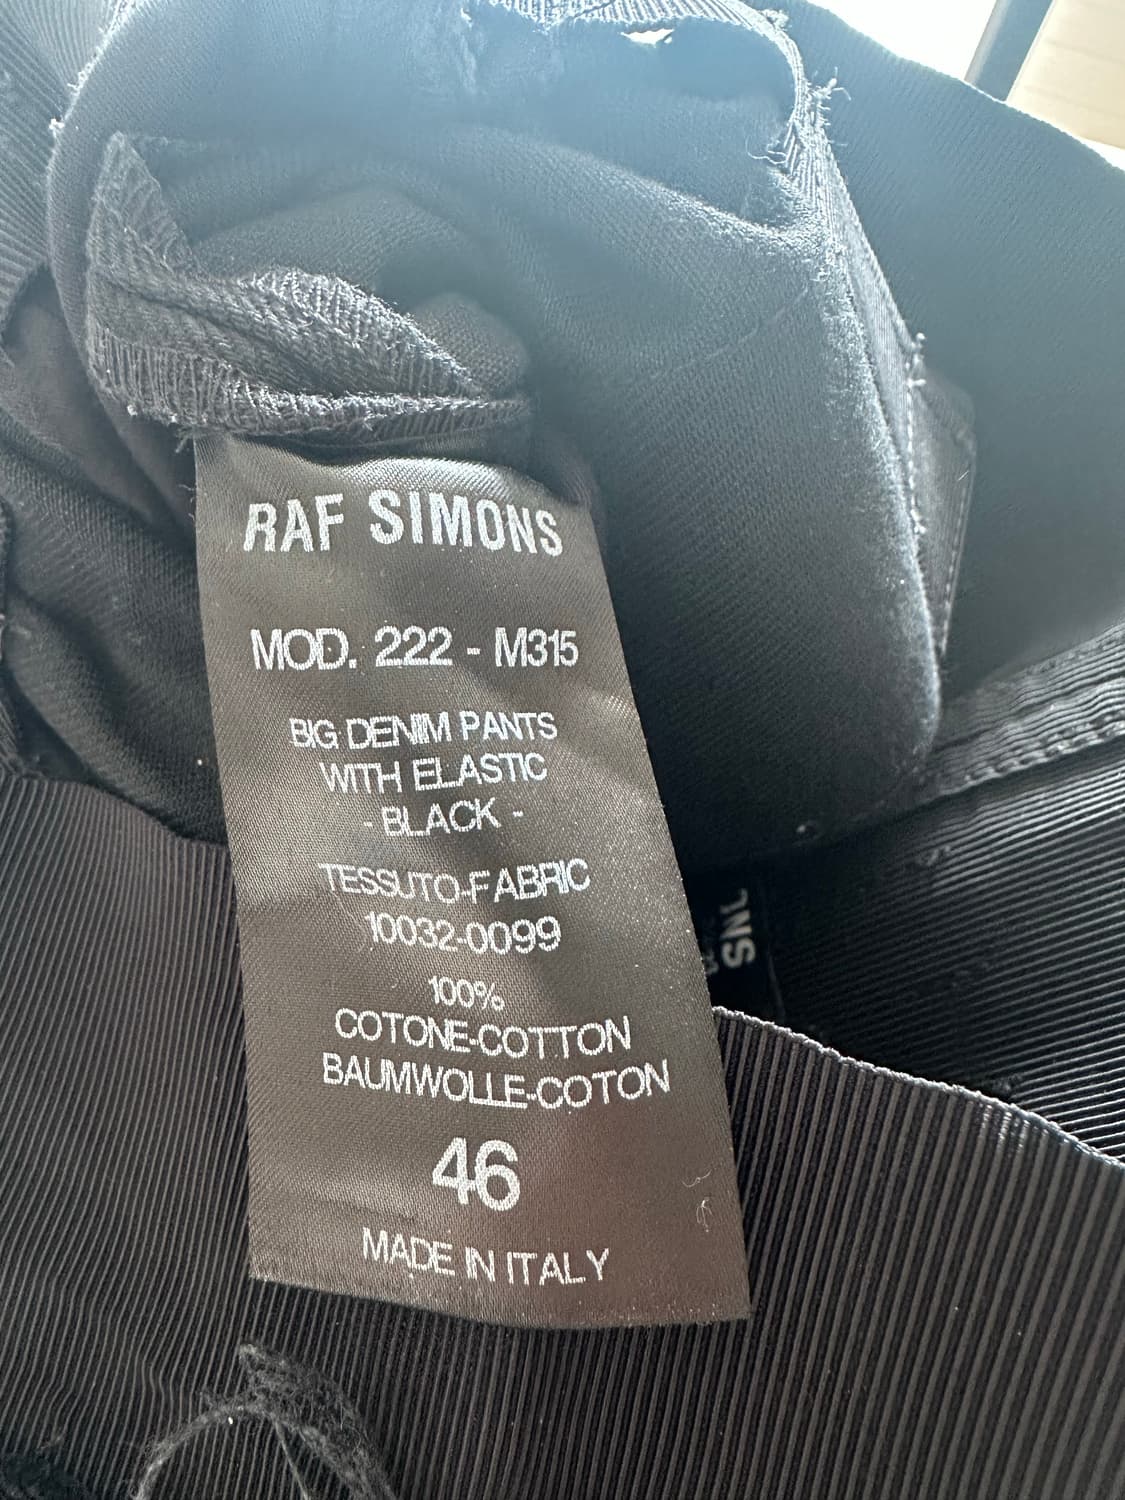 RAF SIMONS
MOD. 222 - M315
BIG DENIM PANTS
WITH ELASTIC
- BLACK -
TESSUTO-FABRIC
10032-0099
100%
COTONE-COTTON
BAUMWOLLE-COTON
46
MADE IN ITALY